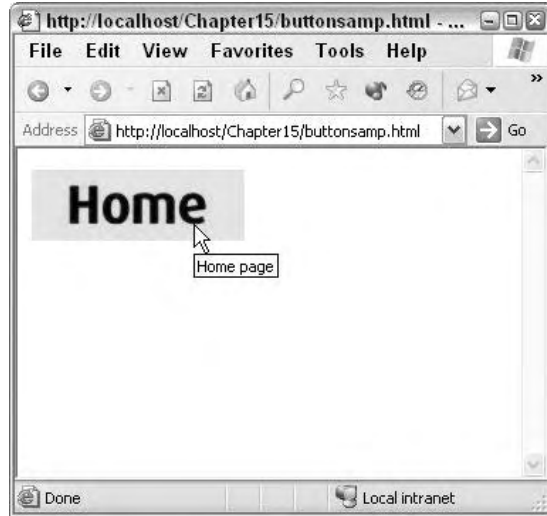 http://localhost/Chapter15/buttonsamp.html - ...
File Edit View Favorites Tools Help
Address http://localhost/Chapter15/buttonsamp.html Go
Home
Home page
Done Local intranet